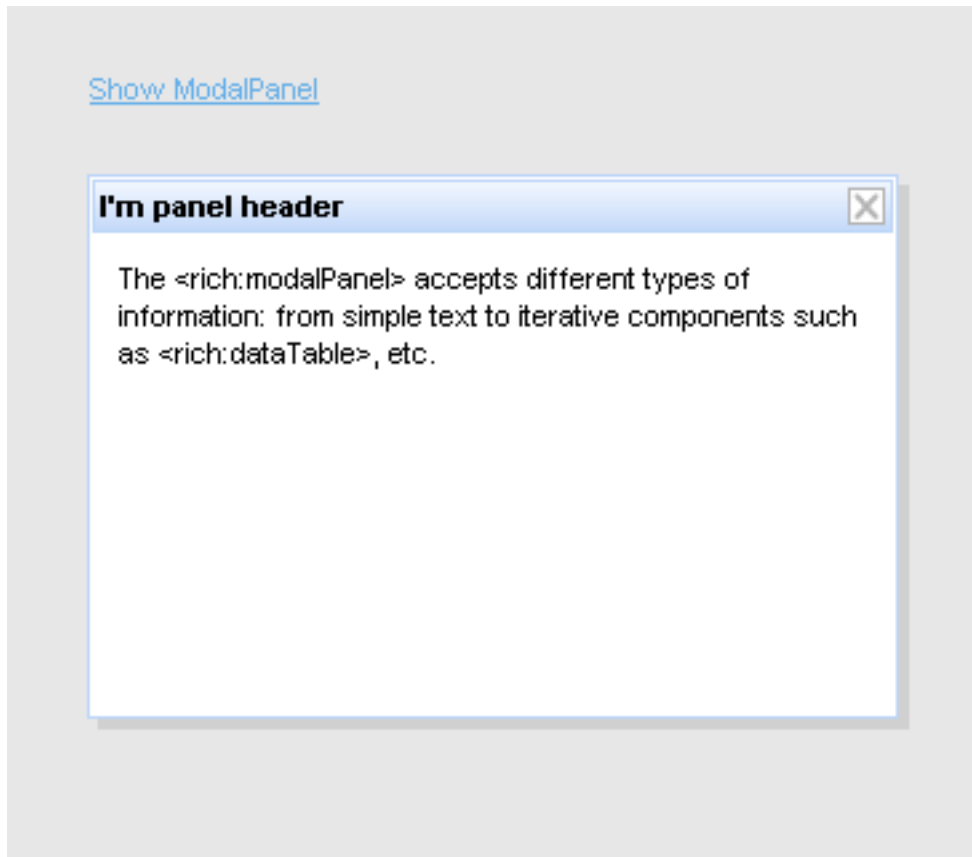 Show ModalPanel
I'm panel header
The <rich:modalPanel> accepts different types of
information: from simple text to iterative components such
as <rich:dataTable>, etc.